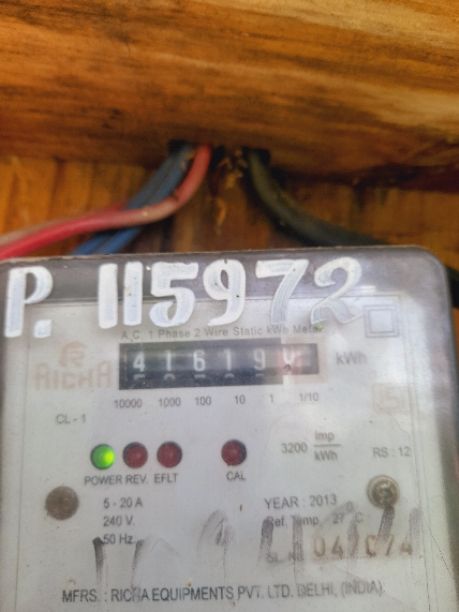 P. 115972
A.C. 1 Phase 2 Wire Static kWh Meter
RICHA
41619 kWh
10000 1000 100 10 1 1/10
CL - 1
3200 imp/kWh
RS : 12
POWER REV. EFLT CAL
5 - 20 A
240 V.
50 Hz
YEAR : 2013
Ref. Temp. 27°C
SL. No.
MFRS. : RICHA EQUIPMENTS PVT. LTD. DELHI, (INDIA)